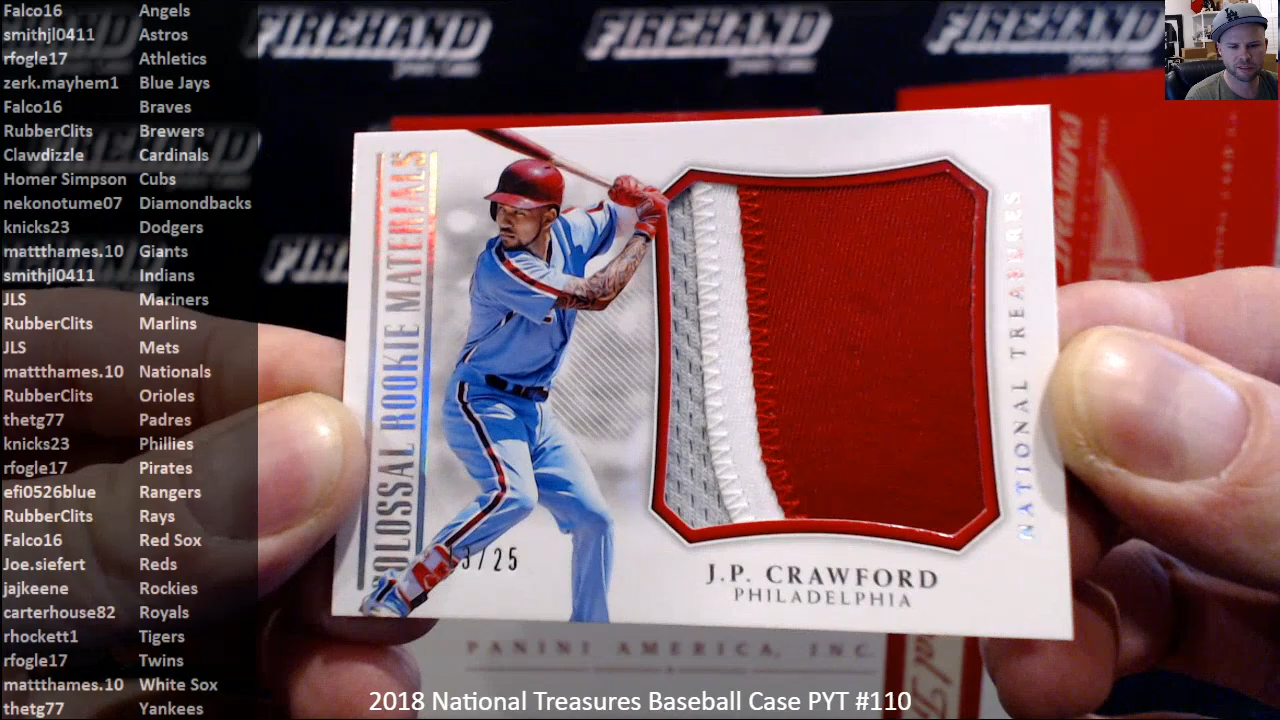 Falco16 Angels
smithjl0411 Astros
rfogle17 Athletics
zerk.mayhem1 Blue Jays
Falco16 Braves
RubberClits Brewers
Clawdizzle Cardinals
Homer Simpson Cubs
nekonotume07 Diamondbacks
knicks23 Dodgers
mattthames.10 Giants
smithjl0411 Indians
JLS Mariners
RubberClits Marlins
JLS Mets
mattthames.10 Nationals
RubberClits Orioles
thetg77 Padres
knicks23 Phillies
rfogle17 Pirates
efi0526blue Rangers
RubberClits Rays
Falco16 Red Sox
Joe.siefert Reds
jajkeene Rockies
carterhouse82 Royals
rhockett1 Tigers
rfogle17 Twins
mattthames.10 White Sox
thetg77 Yankees
FIREHAND
FIREHAND
FIREHAND
FIREHAND
COLOSSAL ROOKIE MATERIALS
NATIONAL TREASURES
/25
J.P. CRAWFORD
PHILADELPHIA
PANINI AMERICA, INC.
2018 National Treasures Baseball Case PYT #110